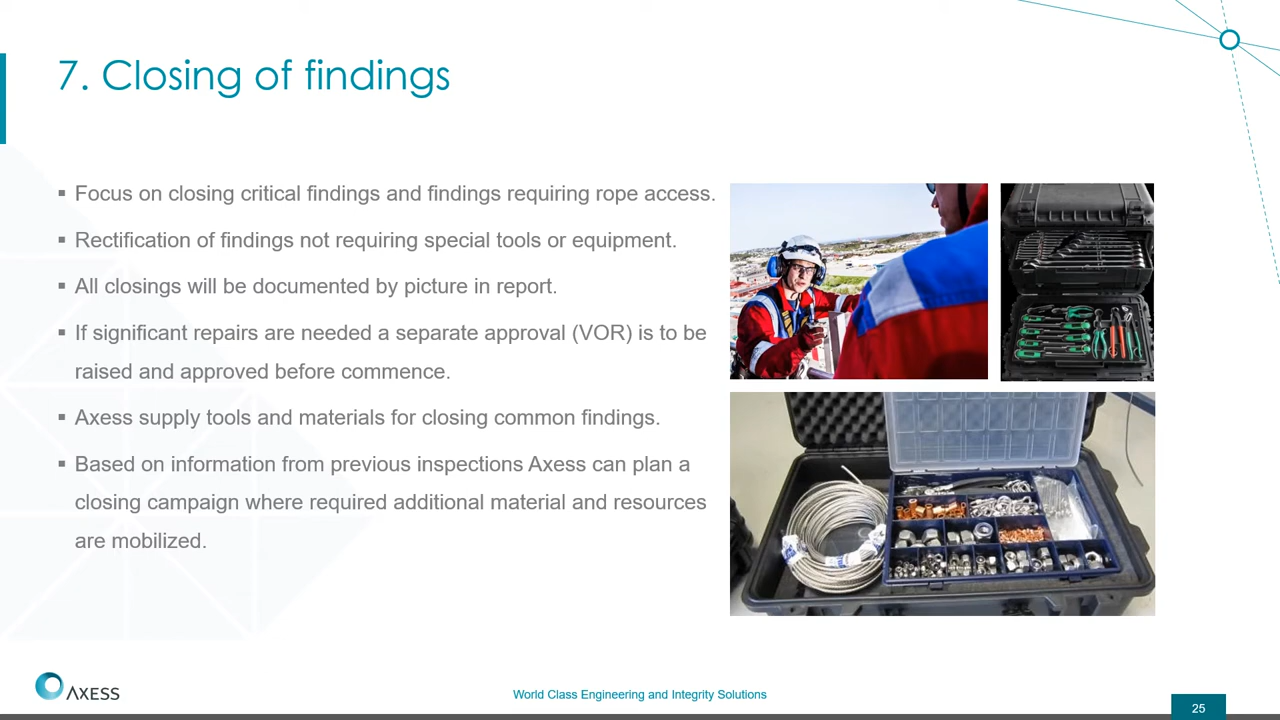 7. Closing of findings
▪ Focus on closing critical findings and findings requiring rope access.
▪ Rectification of findings not requiring special tools or equipment.
▪ All closings will be documented by picture in report.
▪ If significant repairs are needed a separate approval (VOR) is to be
raised and approved before commence.
▪ Axess supply tools and materials for closing common findings.
▪ Based on information from previous inspections Axess can plan a
closing campaign where required additional material and resources
are mobilized.
AXESS
World Class Engineering and Integrity Solutions
25